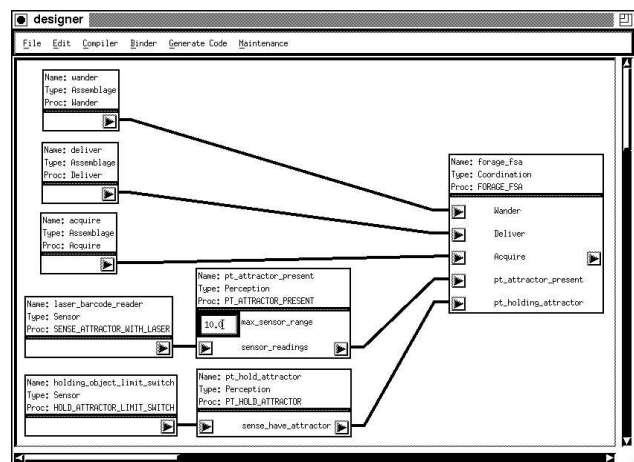 designer
File Edit Compiler Binder Generate Code Maintenance
Name: wander
Type: Assemblage
Proc: Wander
Name: deliver
Type: Assemblage
Proc: Deliver
Name: acquire
Type: Assemblage
Proc: Acquire
Name: laser_barcode_reader
Type: Sensor
Proc: SENSE_ATTRACTOR_WITH_LASER
Name: holding_object_limit_switch
Type: Sensor
Proc: HOLD_ATTRACTOR_LIMIT_SWITCH
Name: pt_attractor_present
Type: Perception
Proc: PT_ATTRACTOR_PRESENT
10.0 max_sensor_range
sensor_readings
Name: pt_hold_attractor
Type: Perception
Proc: PT_HOLD_ATTRACTOR
sense_have_attractor
Name: forage_fsa
Type: Coordination
Proc: FORAGE_FSA
Wander
Deliver
Acquire
pt_attractor_present
pt_holding_attractor